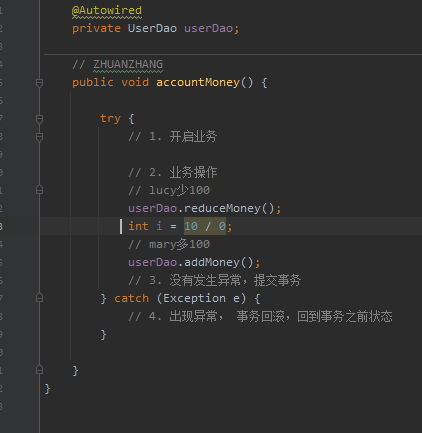 @Autowired
private UserDao userDao;
// ZHUANZHANG
public void accountMoney() {
try {
// 1. 开启业务
// 2. 业务操作
// lucy少100
userDao.reduceMoney();
int i = 10 / 0;
// mary多100
userDao.addMoney();
// 3. 没有发生异常,提交事务
} catch (Exception e) {
// 4. 出现异常， 事务回滚,回到事务之前状态
}
}
}